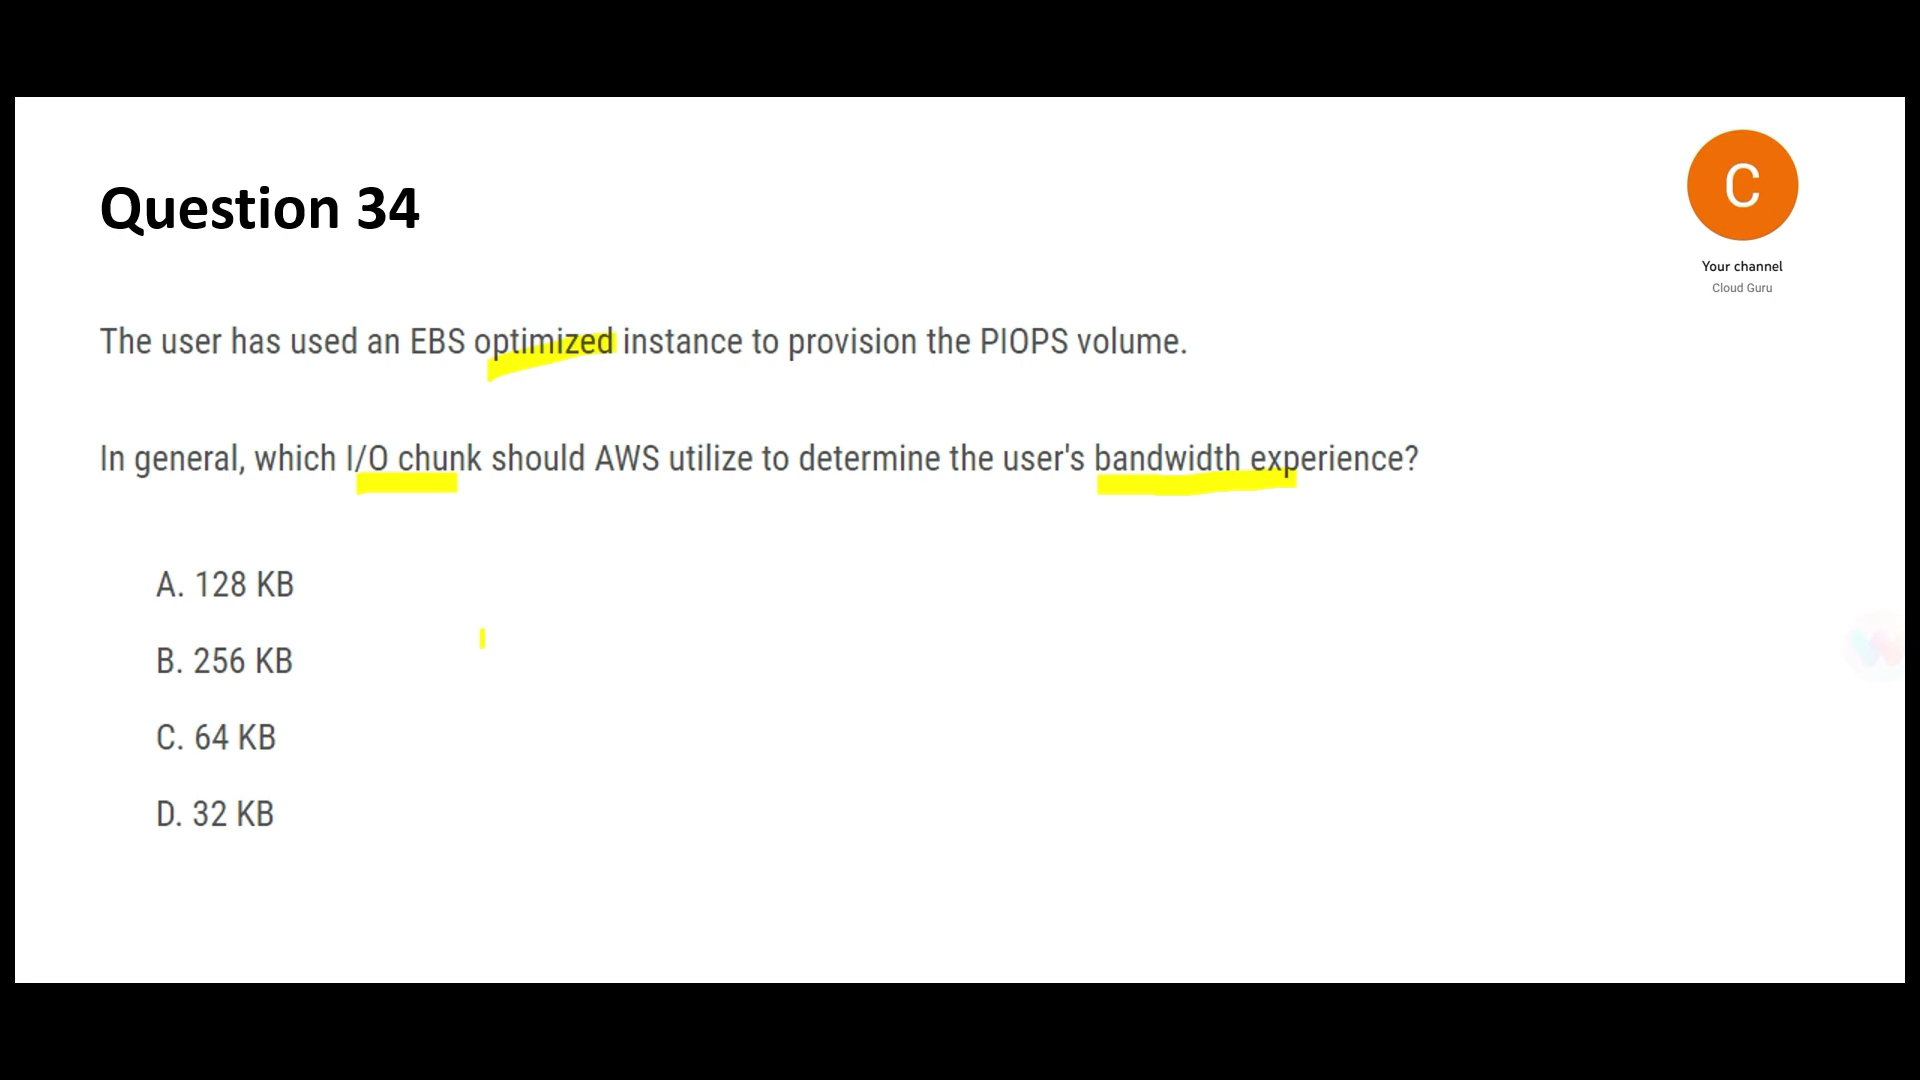 Question 34
C
Your channel
Cloud Guru
The user has used an EBS optimized instance to provision the PIOPS volume.
In general, which I/O chunk should AWS utilize to determine the user's bandwidth experience?
A. 128 KB
B. 256 KB
C. 64 KB
D. 32 KB